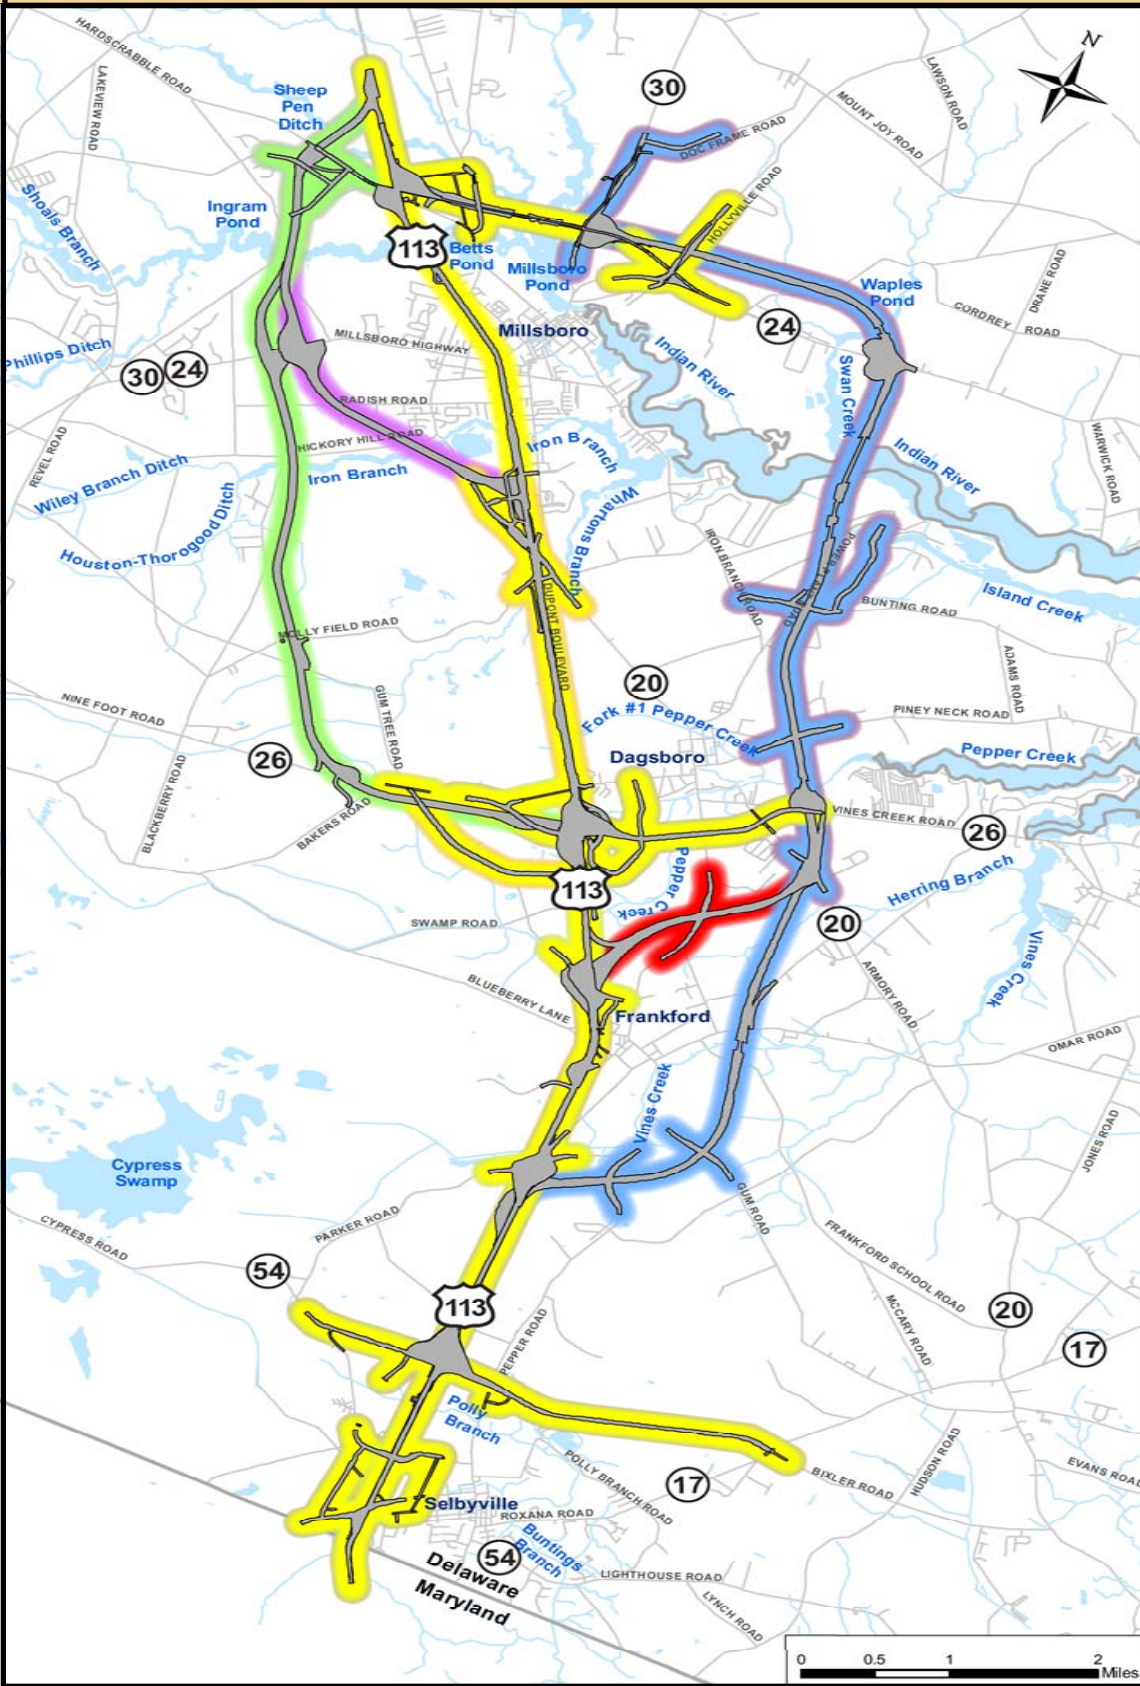 N
HARDSCRABBLE ROAD
LAKEVIEW ROAD
Sheep
Pen
Ditch
30
DOC FRAME ROAD
MOUNT JOY ROAD
LAWSON ROAD
Shoals Branch
Ingram
Pond
113
Betts
Pond
Millsboro
Pond
HOLLYVILLE ROAD
Waples
Pond
DRANE ROAD
CORDREY ROAD
24
Phillips Ditch
30
24
MILLSBORO HIGHWAY
Millsboro
Indian River
Swan Creek
RADISH ROAD
HICKORY HILL ROAD
Iron Branch
Iron Branch
REVEL ROAD
Wiley Branch Ditch
Houston-Thorogood Ditch
Whartons Branch
Indian River
WARWICK ROAD
IRON BRANCH ROAD
POWER PLANT ROAD
BUNTING ROAD
Island Creek
DUPONT BOULEVARD
MOLLY FIELD ROAD
GUM TREE ROAD
NINE FOOT ROAD
20
Fork #1 Pepper Creek
ADAMS ROAD
PINEY NECK ROAD
26
Dagsboro
Pepper Creek
BLACKBERRY ROAD
BAKERS ROAD
VINES CREEK ROAD
26
113
Pepper Creek
Herring Branch
SWAMP ROAD
20
Vines Creek
BLUEBERRY LANE
Frankford
ARMORY ROAD
OMAR ROAD
Vines Creek
JONES ROAD
Cypress
Swamp
CYPRESS ROAD
PARKER ROAD
GUM ROAD
FRANKFORD SCHOOL ROAD
54
113
PEPPER ROAD
MCCARY ROAD
20
17
Polly
Branch
POLLY BRANCH ROAD
17
BIXLER ROAD
HUDSON ROAD
EVANS ROAD
Selbyville
ROXANA ROAD
Buntings
Branch
54
Delaware
Maryland
LIGHTHOUSE ROAD
LYNCH ROAD
0 0.5 1 2
Miles